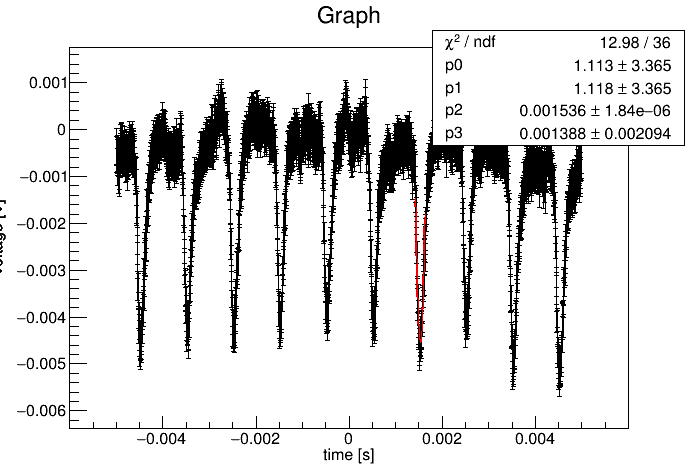 Graph
χ² / ndf 12.98 / 36
p0 1.113 ± 3.365
p1 1.118 ± 3.365
p2 0.001536 ± 1.84e−06
p3 0.001388 ± 0.002094
0.001
0
−0.001
−0.002
−0.003
−0.004
−0.005
−0.006
−0.004 −0.002 0 0.002 0.004
time [s]